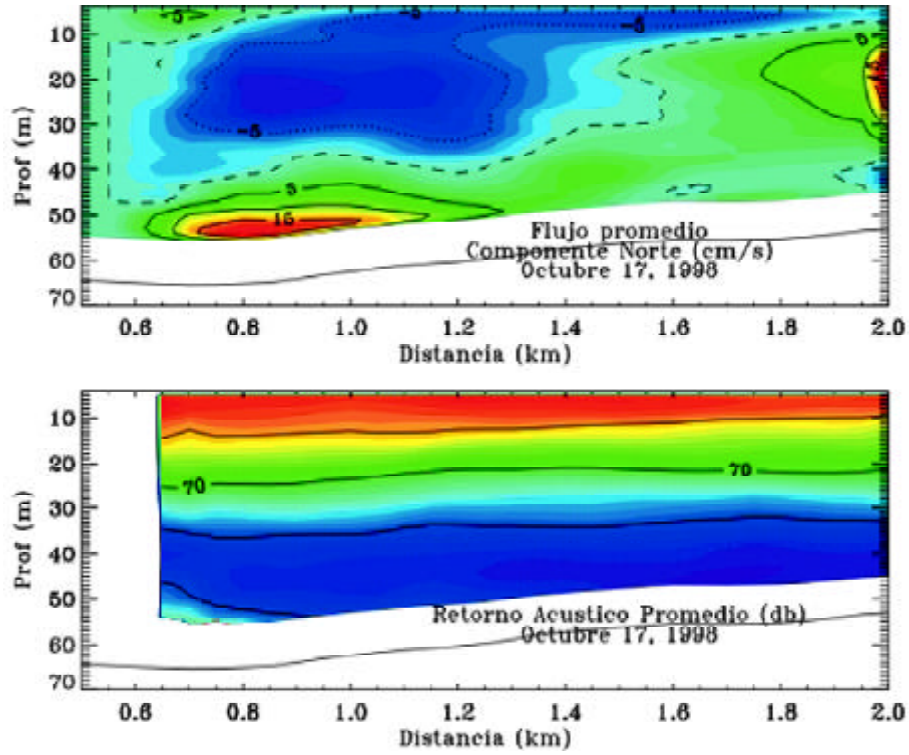 -5
5
5
10
20
30
40
50
60
70
Prof (m)
-5
-5
5
15
Flujo promedio
Componente Norte (cm/s)
Octubre 17, 1998
0.6 0.8 1.0 1.2 1.4 1.6 1.8 2.0
Distancia (km)
10
20
30
40
50
60
70
Prof (m)
70
70
Retorno Acustico Promedio (db)
Octubre 17, 1998
0.6 0.8 1.0 1.2 1.4 1.6 1.8 2.0
Distancia (km)